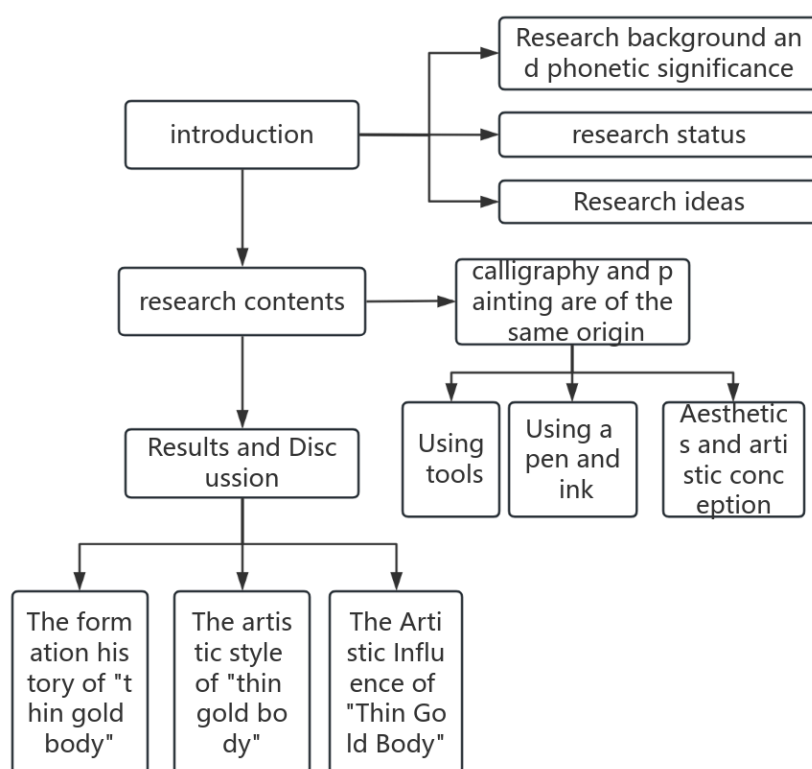 Research background an
d phonetic significance
introduction
research status
Research ideas
research contents
calligraphy and p
ainting are of the
same origin
Using
tools
Using a
pen and
ink
Aesthetic
s and arti
stic conc
eption
Results and Disc
ussion
The form
ation his
tory of "t
hin gold
body"
The artis
tic style
of "thin
gold bo
dy"
The Arti
stic Influ
ence of
"Thin Go
ld Body"